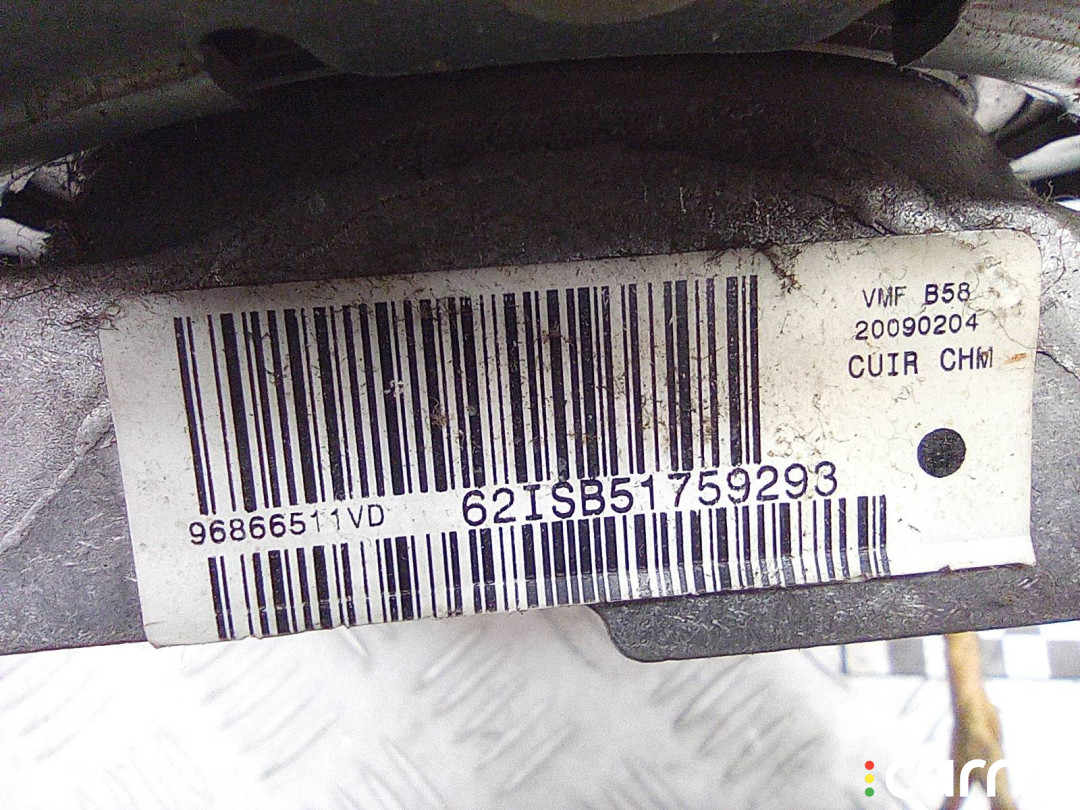 VMF B58
20090204
CUIR CHM
96866511VD 62ISB51759293